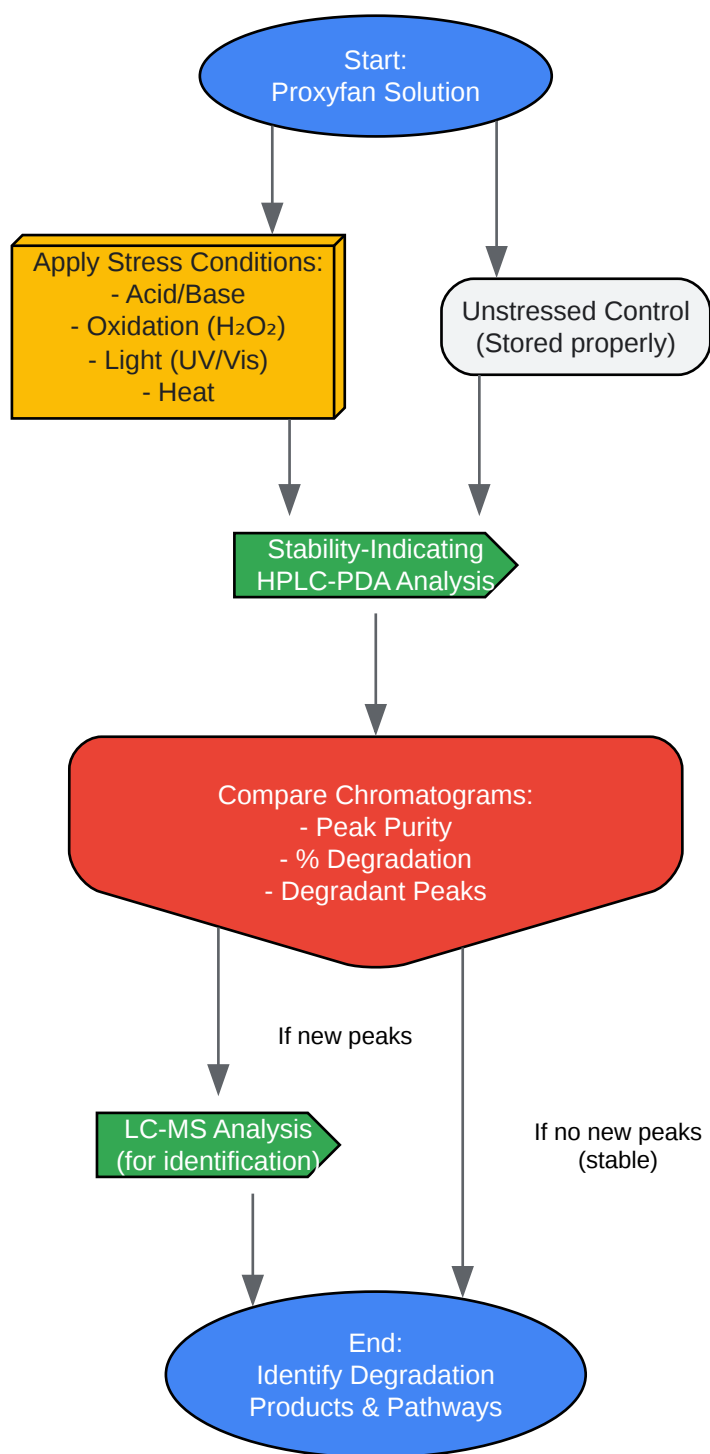 Start:
Proxyfan Solution
Apply Stress Conditions:
- Acid/Base
- Oxidation (H₂O₂)
- Light (UV/Vis)
- Heat
Unstressed Control
(Stored properly)
Stability-Indicating
HPLC-PDA Analysis
Compare Chromatograms:
- Peak Purity
- % Degradation
- Degradant Peaks
If new peaks
LC-MS Analysis
(for identification)
If no new peaks
(stable)
End:
Identify Degradation
Products & Pathways